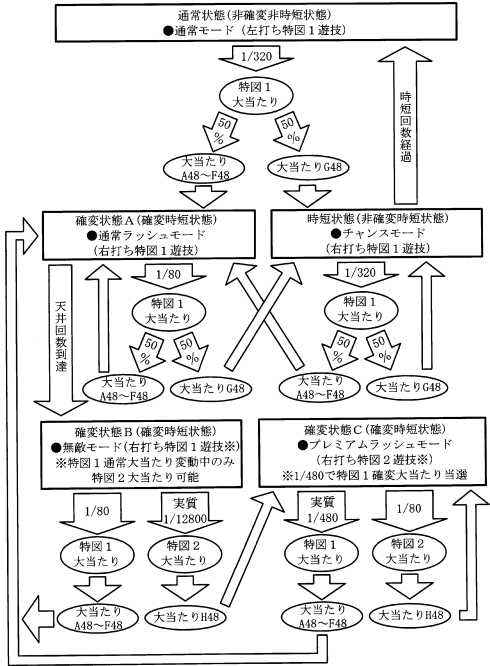 通常状態(非確変非時短状態)
●通常モード(左打ち特図1遊技)
1/320
特図1
大当たり
50%
50%
大当たり
A48～F48
大当たりG48
時短回数経過
確変状態A(確変時短状態)
●通常ラッシュモード
(右打ち特図1遊技)
時短状態(非確変時短状態)
●チャンスモード
(右打ち特図1遊技)
天井回数到達
1/80
特図1
大当たり
50%
50%
大当たり
A48～F48
大当たりG48
1/320
特図1
大当たり
50%
50%
大当たり
A48～F48
大当たりG48
確変状態B(確変時短状態)
●無敵モード(右打ち特図1遊技※)
※特図1通常大当たり変動中のみ
特図2大当たり可能
確変状態C(確変時短状態)
●プレミアムラッシュモード
(右打ち特図2遊技※)
※1/480で特図1確変大当たり当選
1/80
特図1
大当たり
大当たり
A48～F48
実質
1/12800
特図2
大当たり
大当たりH48
実質
1/480
特図1
大当たり
大当たり
A48～F48
1/80
特図2
大当たり
大当たりH48